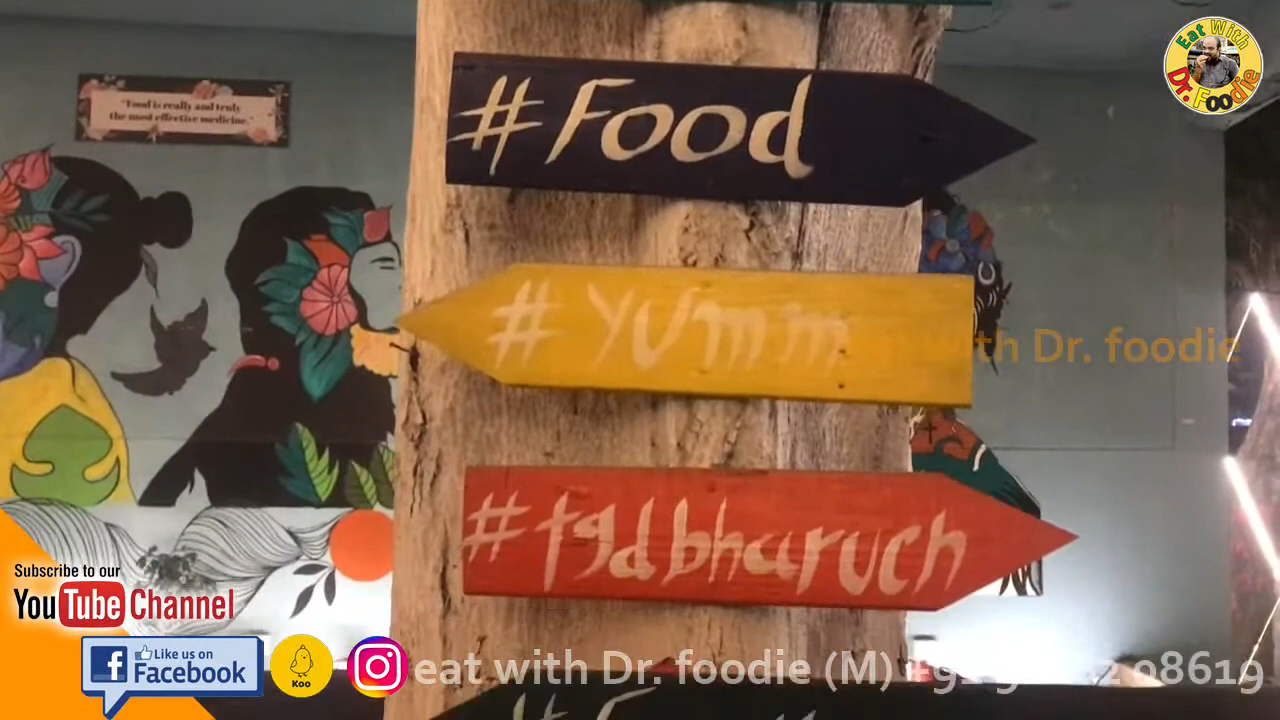 Eat With
Dr. Foodie
# Food
"Food is really and truly
the most effective medicine."
# Yumm
with Dr. foodie
# tgdbharuch
Subscribe to our
YouTube Channel
Like us on
Facebook
Koo
eat with Dr. foodie (M)